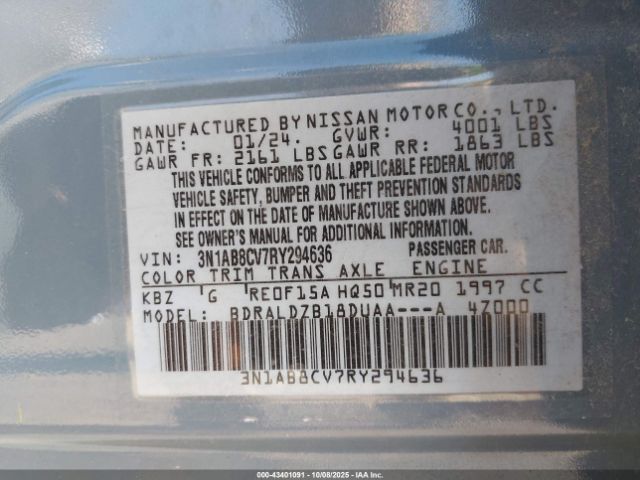 MANUFACTURED BY NISSAN MOTOR CO., LTD.
DATE: 01/24. GVWR: 4001 LBS
GAWR FR: 2161 LBS GAWR RR: 1863 LBS
THIS VEHICLE CONFORMS TO ALL APPLICABLE FEDERAL MOTOR
VEHICLE SAFETY, BUMPER AND THEFT PREVENTION STANDARDS
IN EFFECT ON THE DATE OF MANUFACTURE SHOWN ABOVE.
SEE OWNER'S MANUAL FOR ADDITIONAL INFORMATION.
VIN: 3N1AB8CV7RY294636 PASSENGER CAR.
COLOR TRIM TRANS AXLE ENGINE
KBZ G RE0F15A HQ50 MR20 1997 CC
MODEL: BDRALDZB18DUAA---A 47000
3N1AB8CV7RY294636
000-43401091 - 10/08/2025 - IAA Inc.